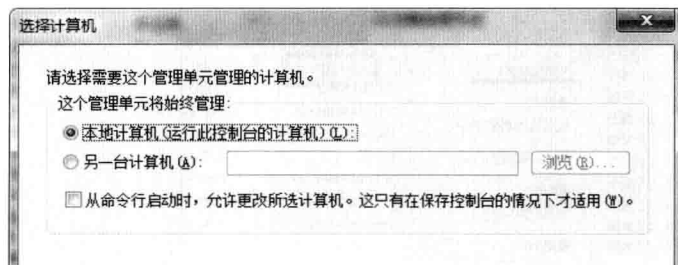 选择计算机
请选择需要这个管理单元管理的计算机。
这个管理单元将始终管理:
本地计算机(运行此控制台的计算机)(L):
另一台计算机(A):
浏览(R)...
从命令行启动时，允许更改所选计算机。这只有在保存控制台的情况下才适用(W)。